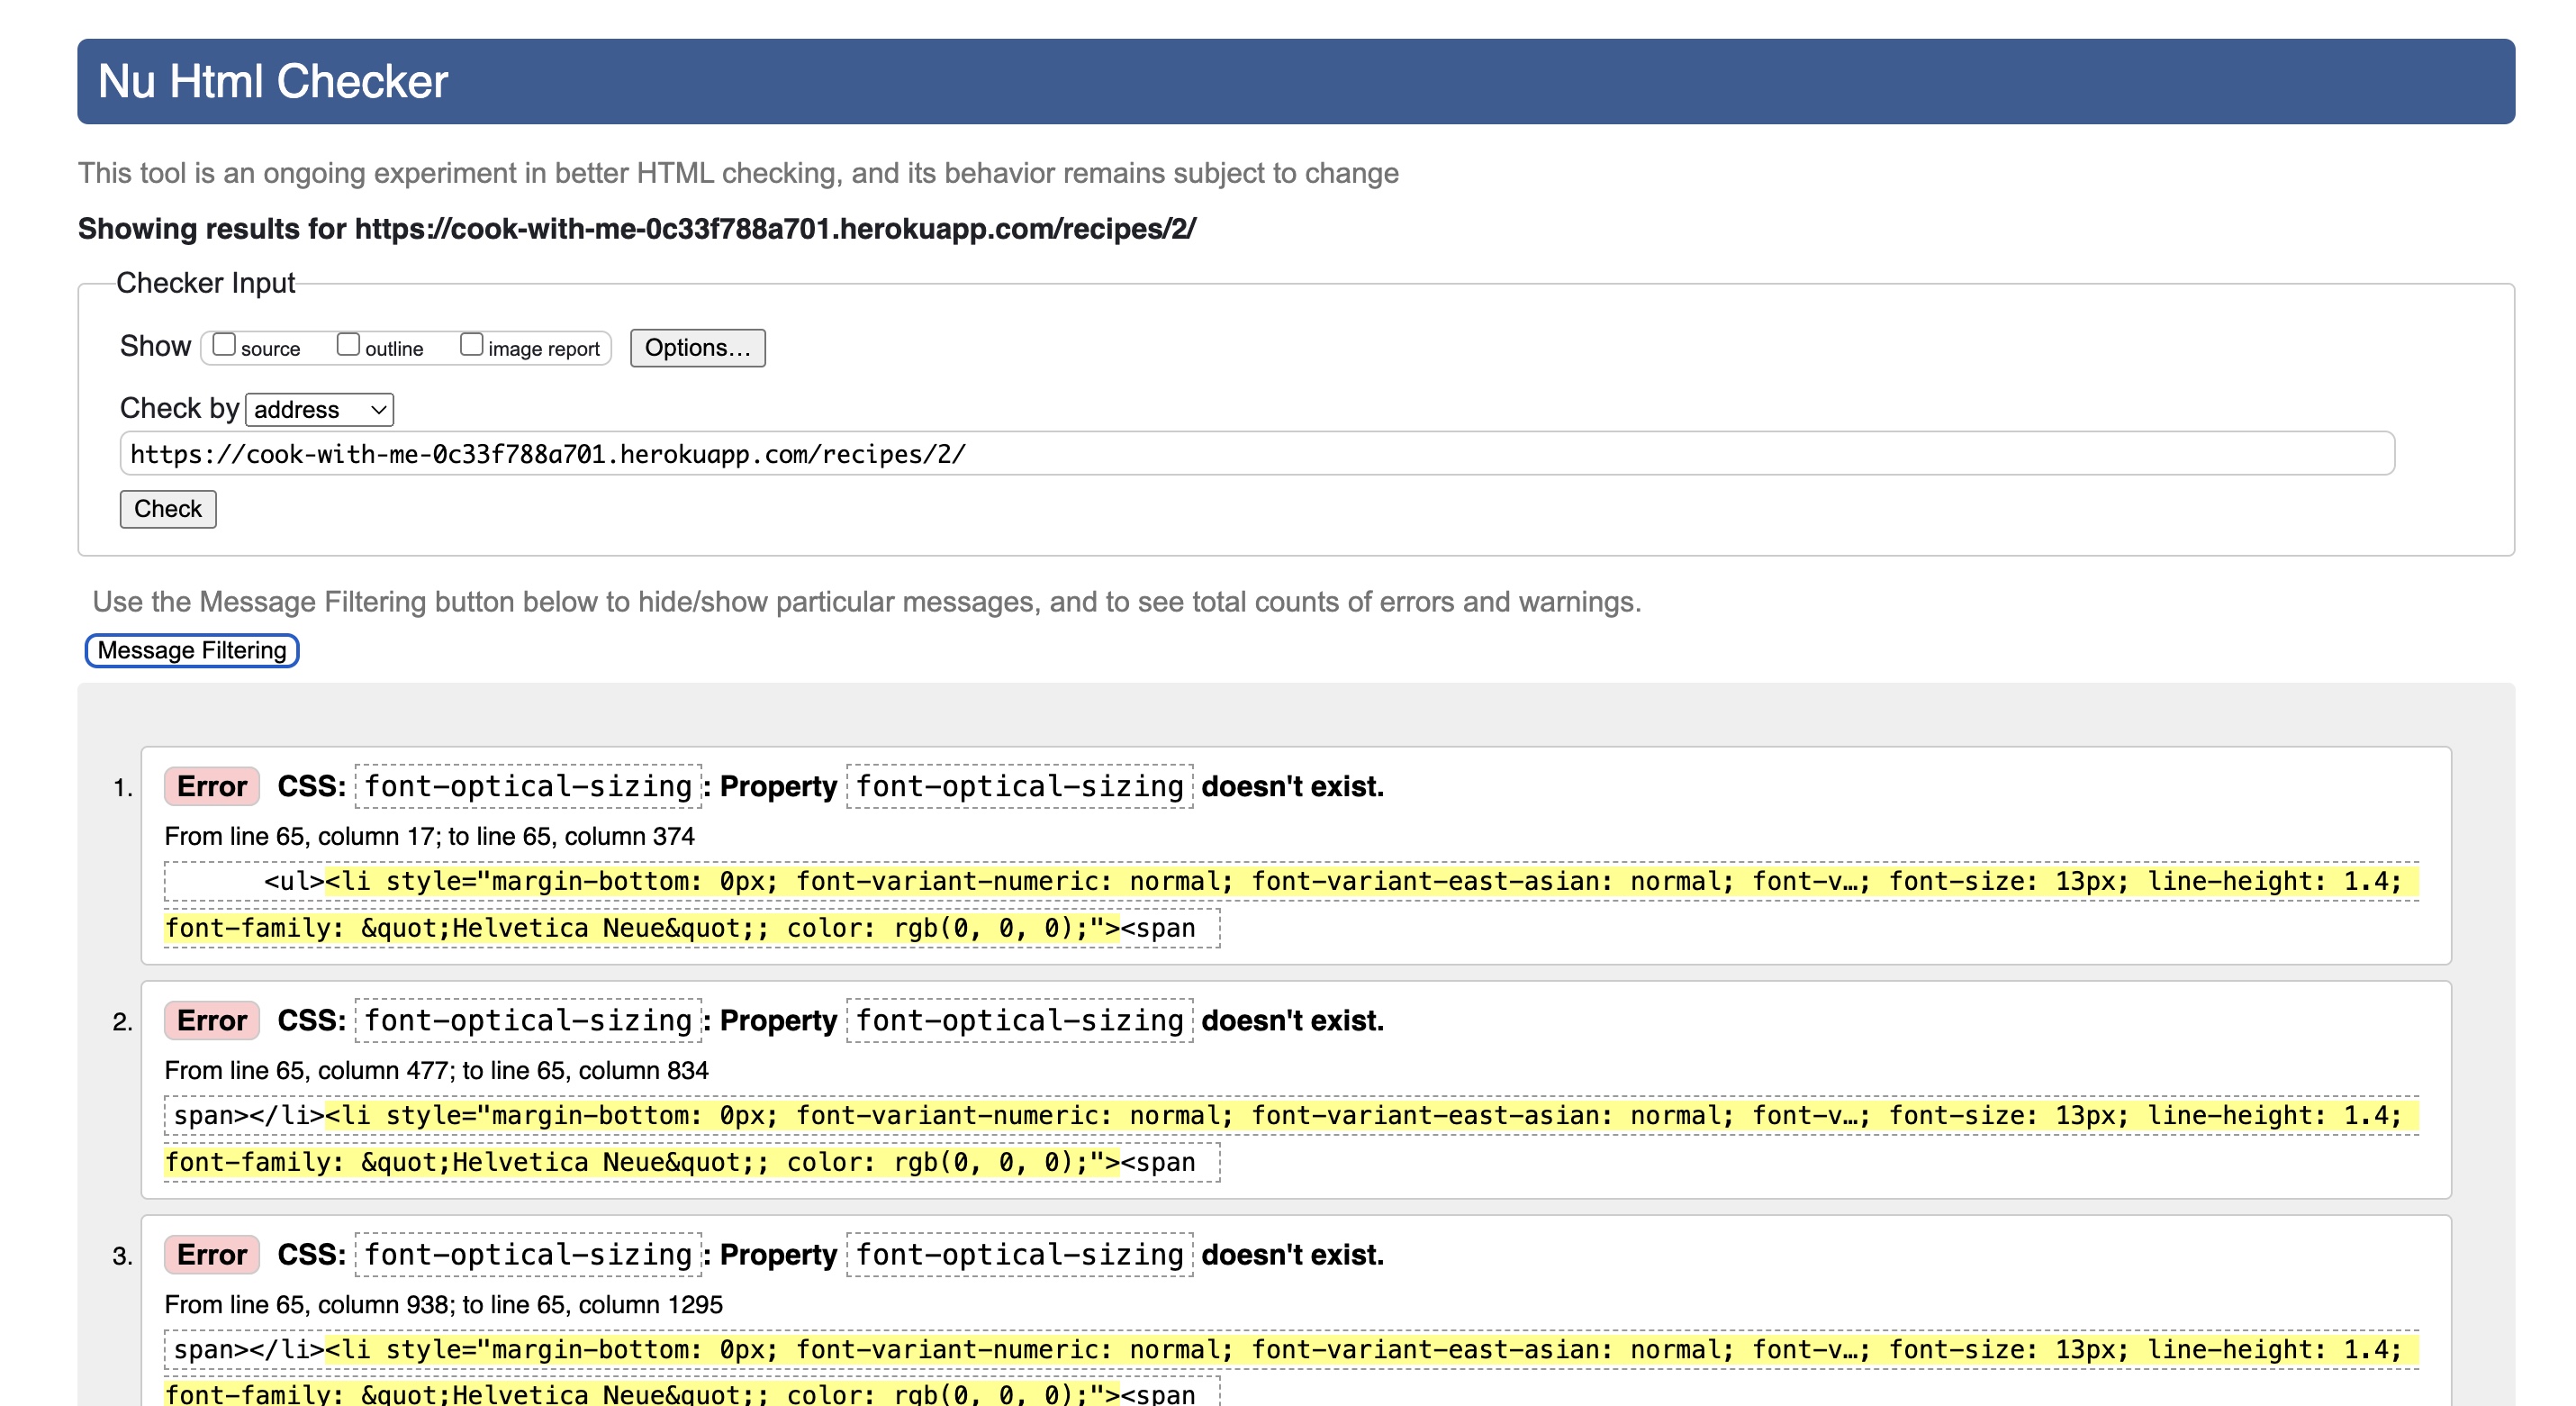 Nu Html Checker
This tool is an ongoing experiment in better HTML checking, and its behavior remains subject to change
Showing results for https://cook-with-me-0c33f788a701.herokuapp.com/recipes/2/
Checker Input
Show source outline image report Options...
Check by address
https://cook-with-me-0c33f788a701.herokuapp.com/recipes/2/
Check
Use the Message Filtering button below to hide/show particular messages, and to see total counts of errors and warnings.
Message Filtering
1. Error CSS: font-optical-sizing: Property font-optical-sizing doesn't exist.
From line 65, column 17; to line 65, column 374
<ul><li style="margin-bottom: 0px; font-variant-numeric: normal; font-variant-east-asian: normal; font-v…; font-size: 13px; line-height: 1.4;
font-family: &quot;Helvetica Neue&quot;; color: rgb(0, 0, 0);"><span
2. Error CSS: font-optical-sizing: Property font-optical-sizing doesn't exist.
From line 65, column 477; to line 65, column 834
span></li><li style="margin-bottom: 0px; font-variant-numeric: normal; font-variant-east-asian: normal; font-v…; font-size: 13px; line-height: 1.4;
font-family: &quot;Helvetica Neue&quot;; color: rgb(0, 0, 0);"><span
3. Error CSS: font-optical-sizing: Property font-optical-sizing doesn't exist.
From line 65, column 938; to line 65, column 1295
span></li><li style="margin-bottom: 0px; font-variant-numeric: normal; font-variant-east-asian: normal; font-v…; font-size: 13px; line-height: 1.4;
font-family: &quot;Helvetica Neue&quot;; color: rgb(0, 0, 0);"><span